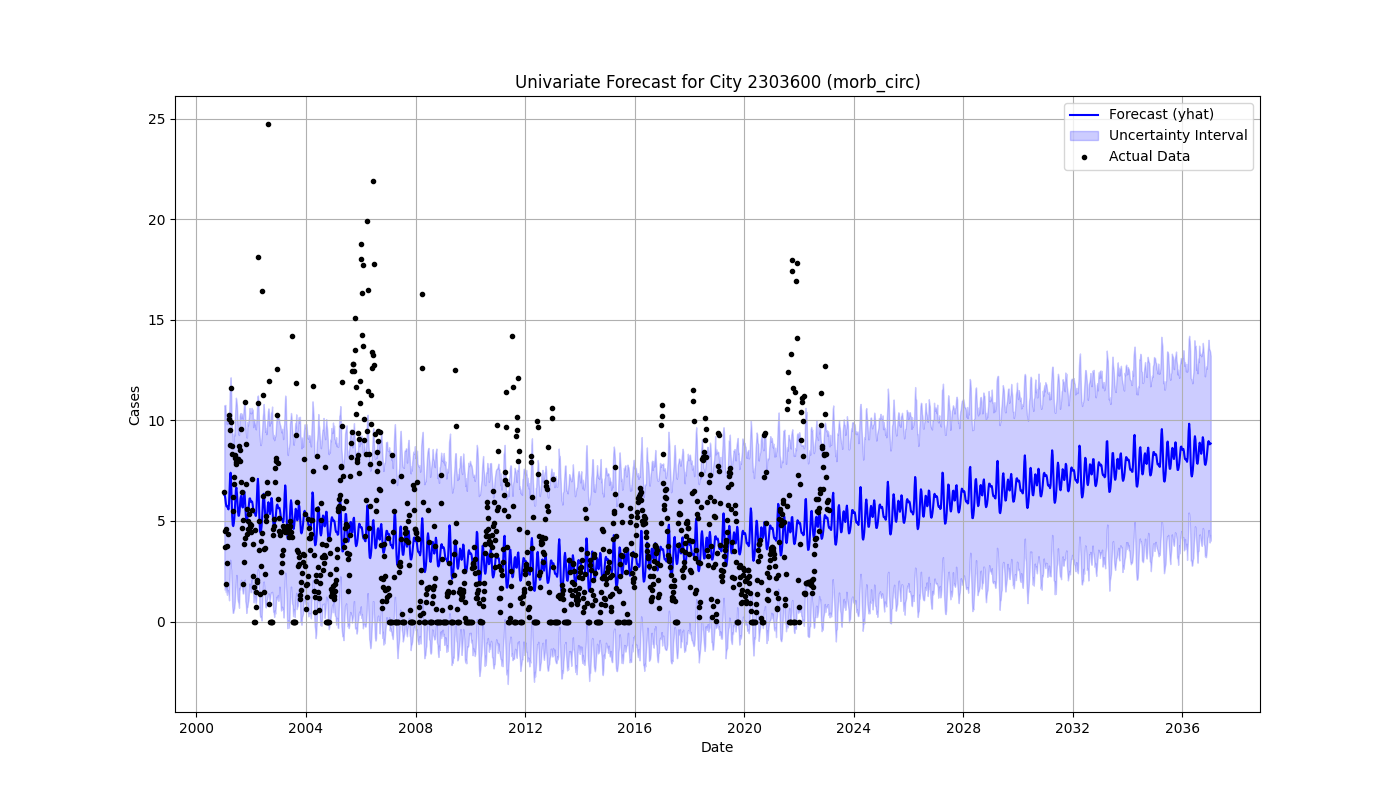 Univariate Forecast for City 2303600 (morb_circ)
Forecast (yhat)
Uncertainty Interval
Actual Data
25
20
15
10
5
0
Cases
2000 2004 2008 2012 2016 2020 2024 2028 2032 2036
Date